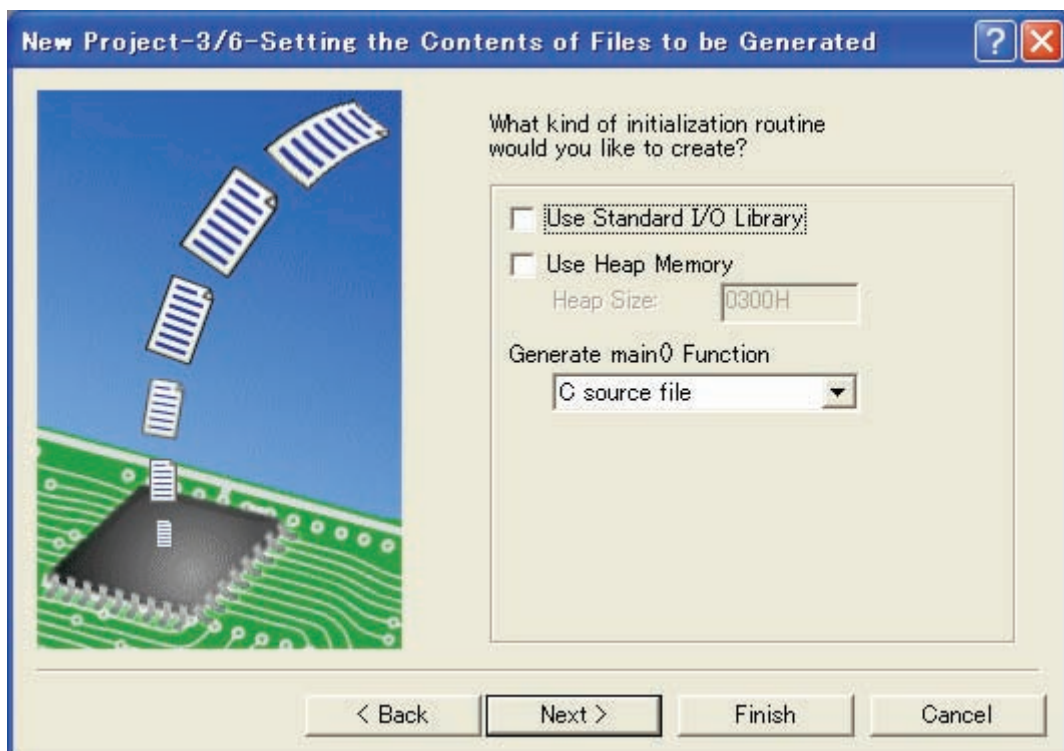 New Project-3/6-Setting the Contents of Files to be Generated
What kind of initialization routine
would you like to create?
Use Standard I/O Library
Use Heap Memory
Heap Size: 0300H
Generate main() Function
C source file
< Back Next > Finish Cancel